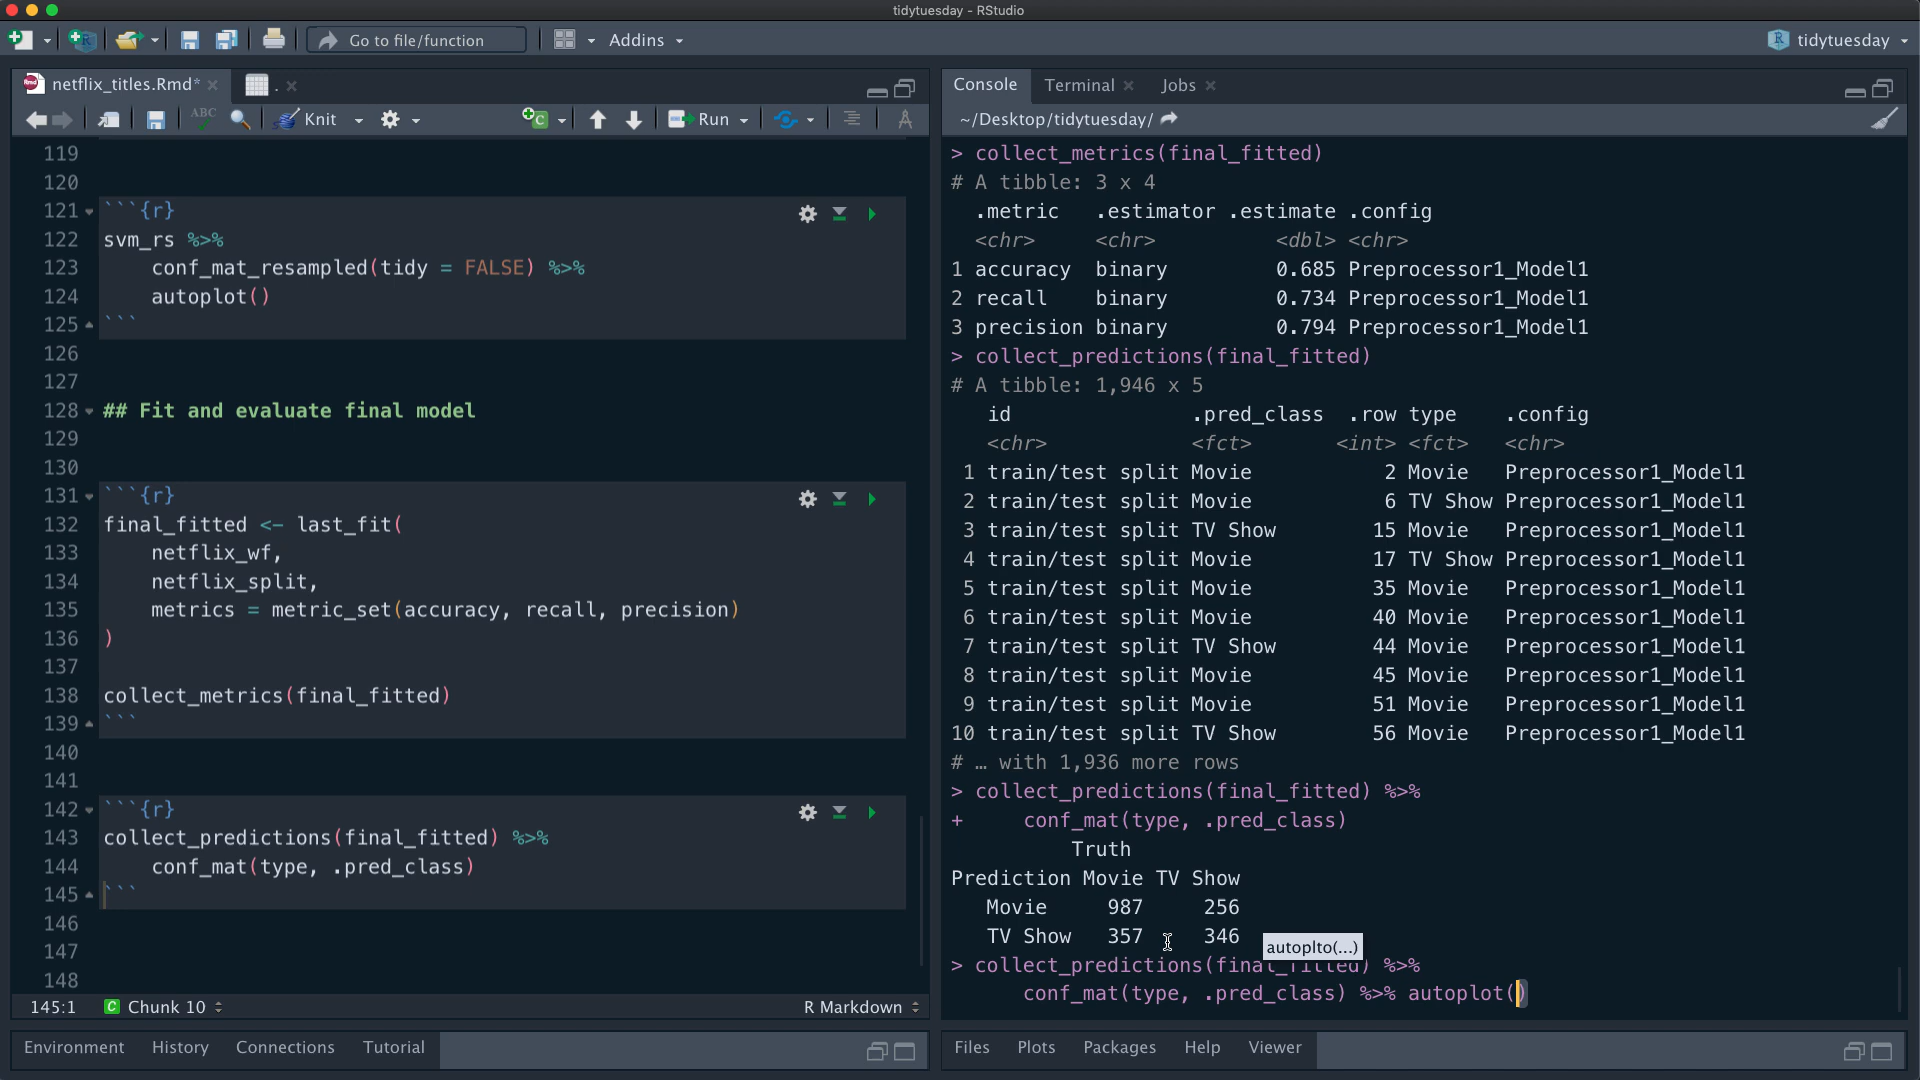 tidytuesday - RStudio
Go to file/function
Addins
tidytuesday
netflix_titles.Rmd*
.
ABC
Knit
Run
119
120
121 ```{r}
122 svm_rs %>%
123     conf_mat_resampled(tidy = FALSE) %>%
124     autoplot()
125 ```
126
127
128 ## Fit and evaluate final model
129
130
131 ```{r}
132 final_fitted <- last_fit(
133     netflix_wf,
134     netflix_split,
135     metrics = metric_set(accuracy, recall, precision)
136 )
137
138 collect_metrics(final_fitted)
139 ```
140
141
142 ```{r}
143 collect_predictions(final_fitted) %>%
144     conf_mat(type, .pred_class)
145 ```
146
147
148
145:1 C Chunk 10 R Markdown
Environment History Connections Tutorial
Console Terminal Jobs
~/Desktop/tidytuesday/
> collect_metrics(final_fitted)
# A tibble: 3 x 4
  .metric   .estimator .estimate .config
  <chr>     <chr>          <dbl> <chr>
1 accuracy  binary         0.685 Preprocessor1_Model1
2 recall    binary         0.734 Preprocessor1_Model1
3 precision binary         0.794 Preprocessor1_Model1
> collect_predictions(final_fitted)
# A tibble: 1,946 x 5
   id               .pred_class  .row type    .config
   <chr>            <fct>       <int> <fct>   <chr>
 1 train/test split Movie           2 Movie   Preprocessor1_Model1
 2 train/test split Movie           6 TV Show Preprocessor1_Model1
 3 train/test split TV Show        15 Movie   Preprocessor1_Model1
 4 train/test split Movie          17 TV Show Preprocessor1_Model1
 5 train/test split Movie          35 Movie   Preprocessor1_Model1
 6 train/test split Movie          40 Movie   Preprocessor1_Model1
 7 train/test split TV Show        44 Movie   Preprocessor1_Model1
 8 train/test split Movie          45 Movie   Preprocessor1_Model1
 9 train/test split Movie          51 Movie   Preprocessor1_Model1
10 train/test split TV Show        56 Movie   Preprocessor1_Model1
# … with 1,936 more rows
> collect_predictions(final_fitted) %>%
+     conf_mat(type, .pred_class)
          Truth
Prediction Movie TV Show
   Movie     987     256
   TV Show   357     346
autoplto(...)
> collect_predictions(final_fitted) %>%
      conf_mat(type, .pred_class) %>% autoplot()
Files Plots Packages Help Viewer